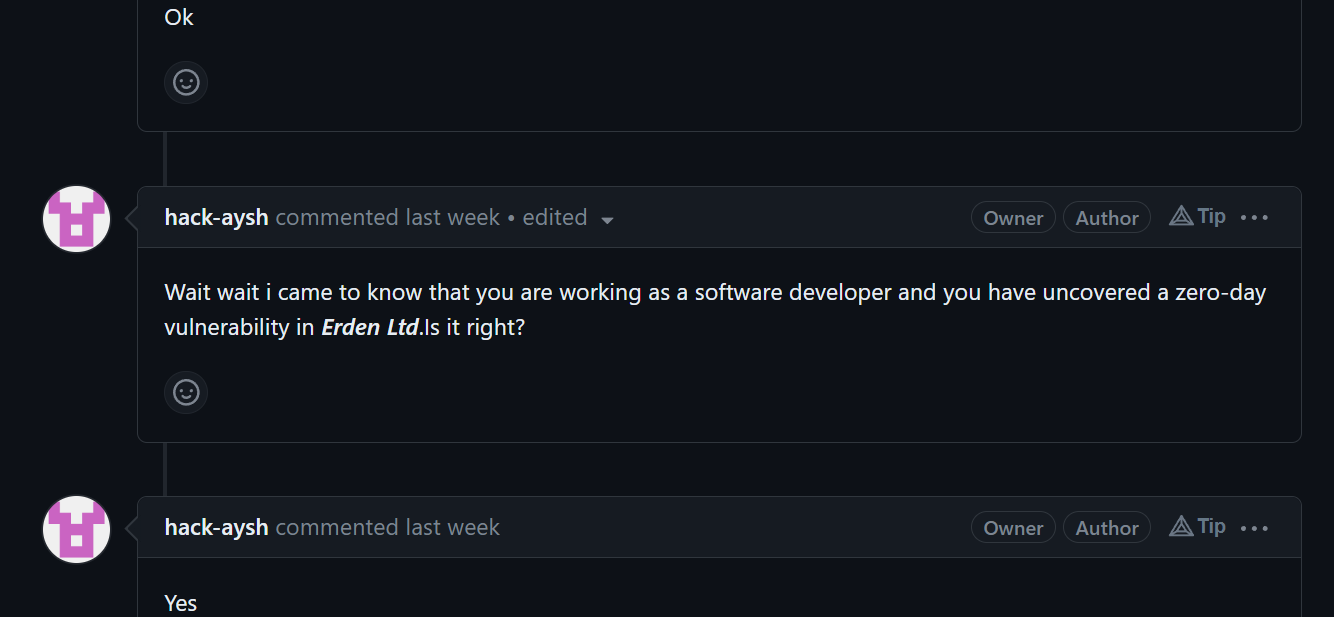 Ok
hack-aysh commented last week • edited
Owner Author Tip
Wait wait i came to know that you are working as a software developer and you have uncovered a zero-day
vulnerability in Erden Ltd.Is it right?
hack-aysh commented last week
Owner Author Tip
Yes